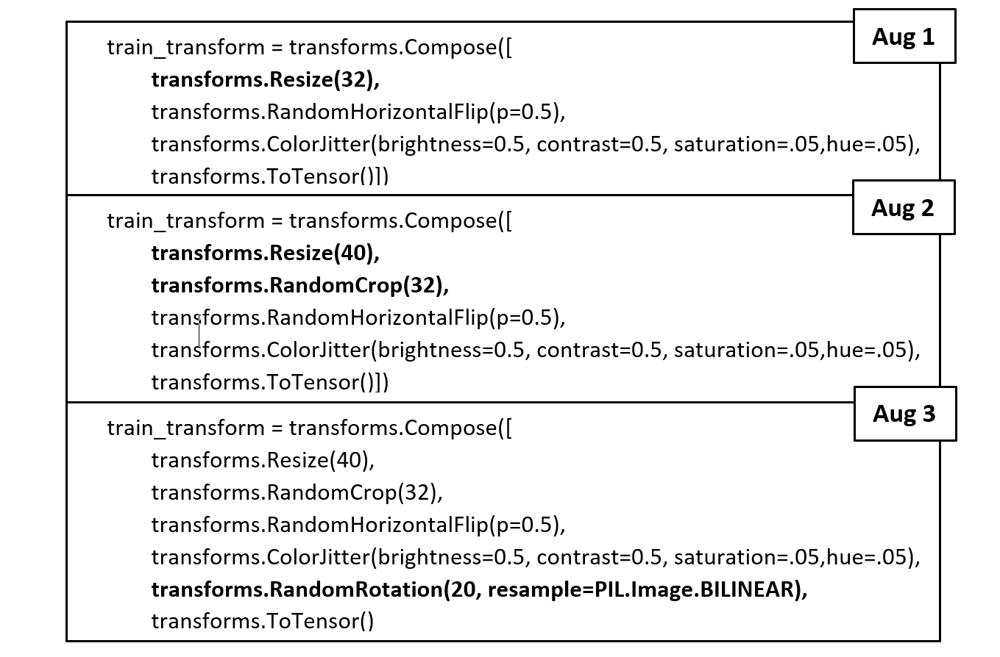 Aug 1
train_transform = transforms.Compose([
transforms.Resize(32),
transforms.RandomHorizontalFlip(p=0.5),
transforms.ColorJitter(brightness=0.5, contrast=0.5, saturation=.05,hue=.05),
transforms.ToTensor()])
Aug 2
train_transform = transforms.Compose([
transforms.Resize(40),
transforms.RandomCrop(32),
transforms.RandomHorizontalFlip(p=0.5),
transforms.ColorJitter(brightness=0.5, contrast=0.5, saturation=.05,hue=.05),
transforms.ToTensor()])
Aug 3
train_transform = transforms.Compose([
transforms.Resize(40),
transforms.RandomCrop(32),
transforms.RandomHorizontalFlip(p=0.5),
transforms.ColorJitter(brightness=0.5, contrast=0.5, saturation=.05,hue=.05),
transforms.RandomRotation(20, resample=PIL.Image.BILINEAR),
transforms.ToTensor()